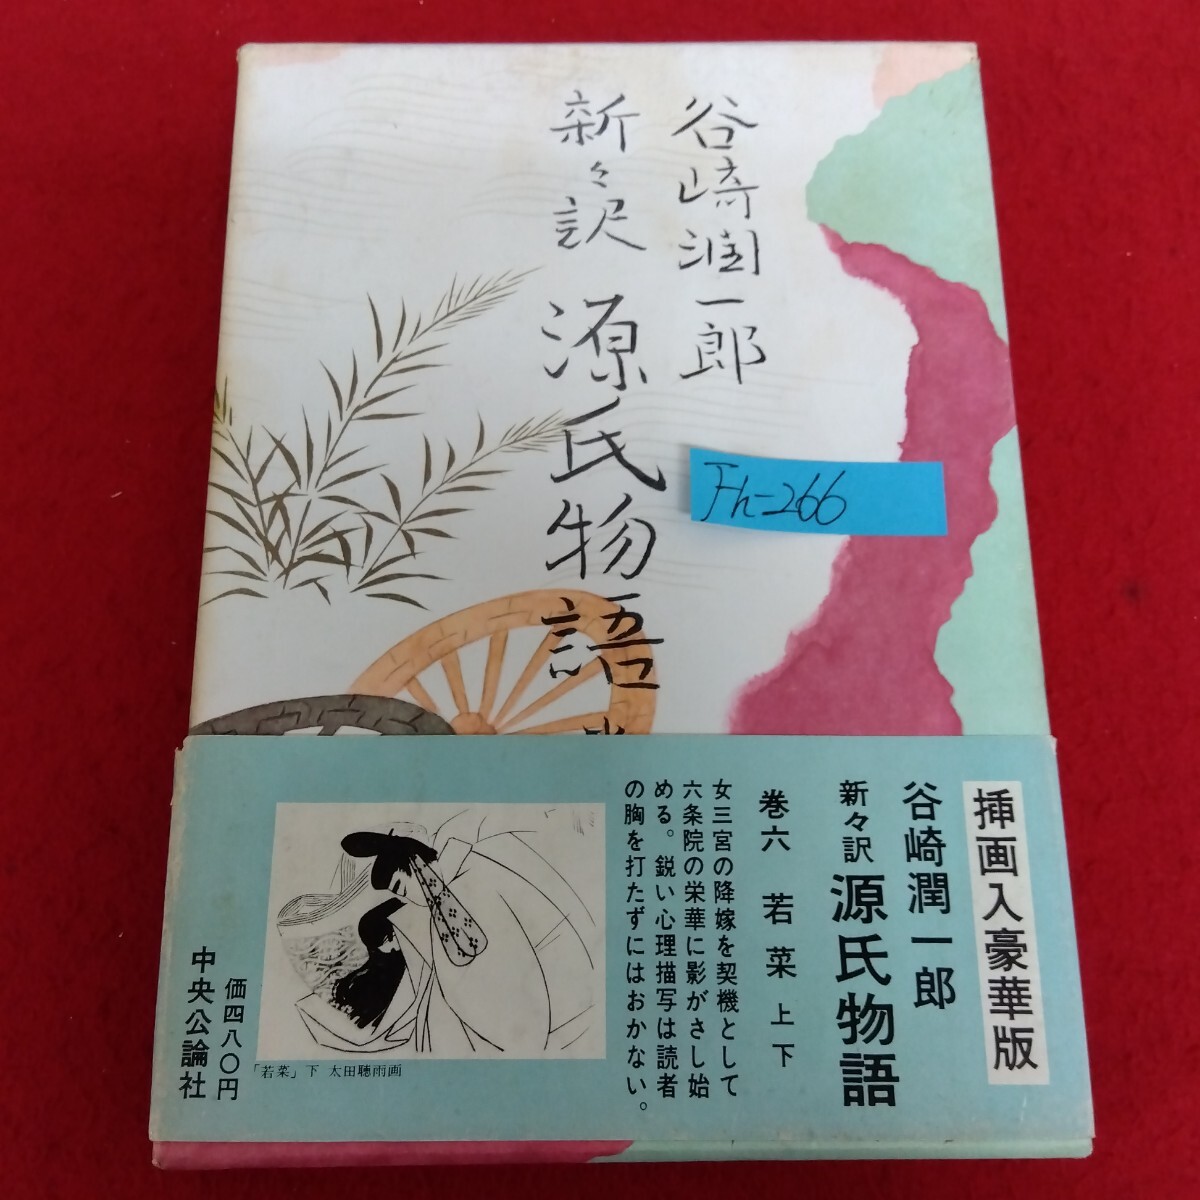 谷崎潤一郎
新々訳 源氏物語
Fh-266
挿画入豪華版
谷崎潤一郎
新々訳 源氏物語
巻六 若菜 上下
女三宮の降嫁を契機として
六条院の栄華に影がさし始
める。鋭い心理描写は読者
の胸を打たずにはおかない。
「若菜」下 太田聴雨画
価四八〇円
中央公論社